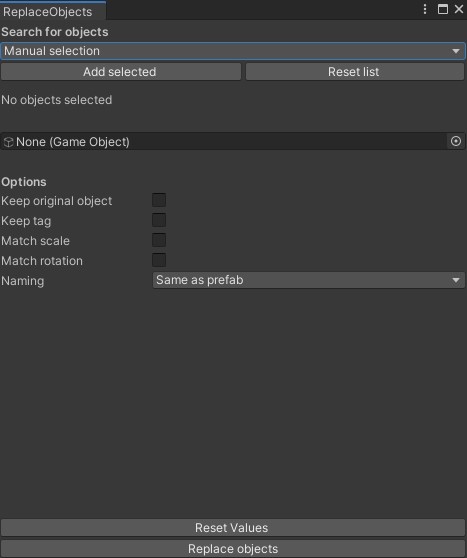 ReplaceObjects
Search for objects
Manual selection
Add selected
Reset list
No objects selected
None (Game Object)
Options
Keep original object
Keep tag
Match scale
Match rotation
Naming
Same as prefab
Reset Values
Replace objects